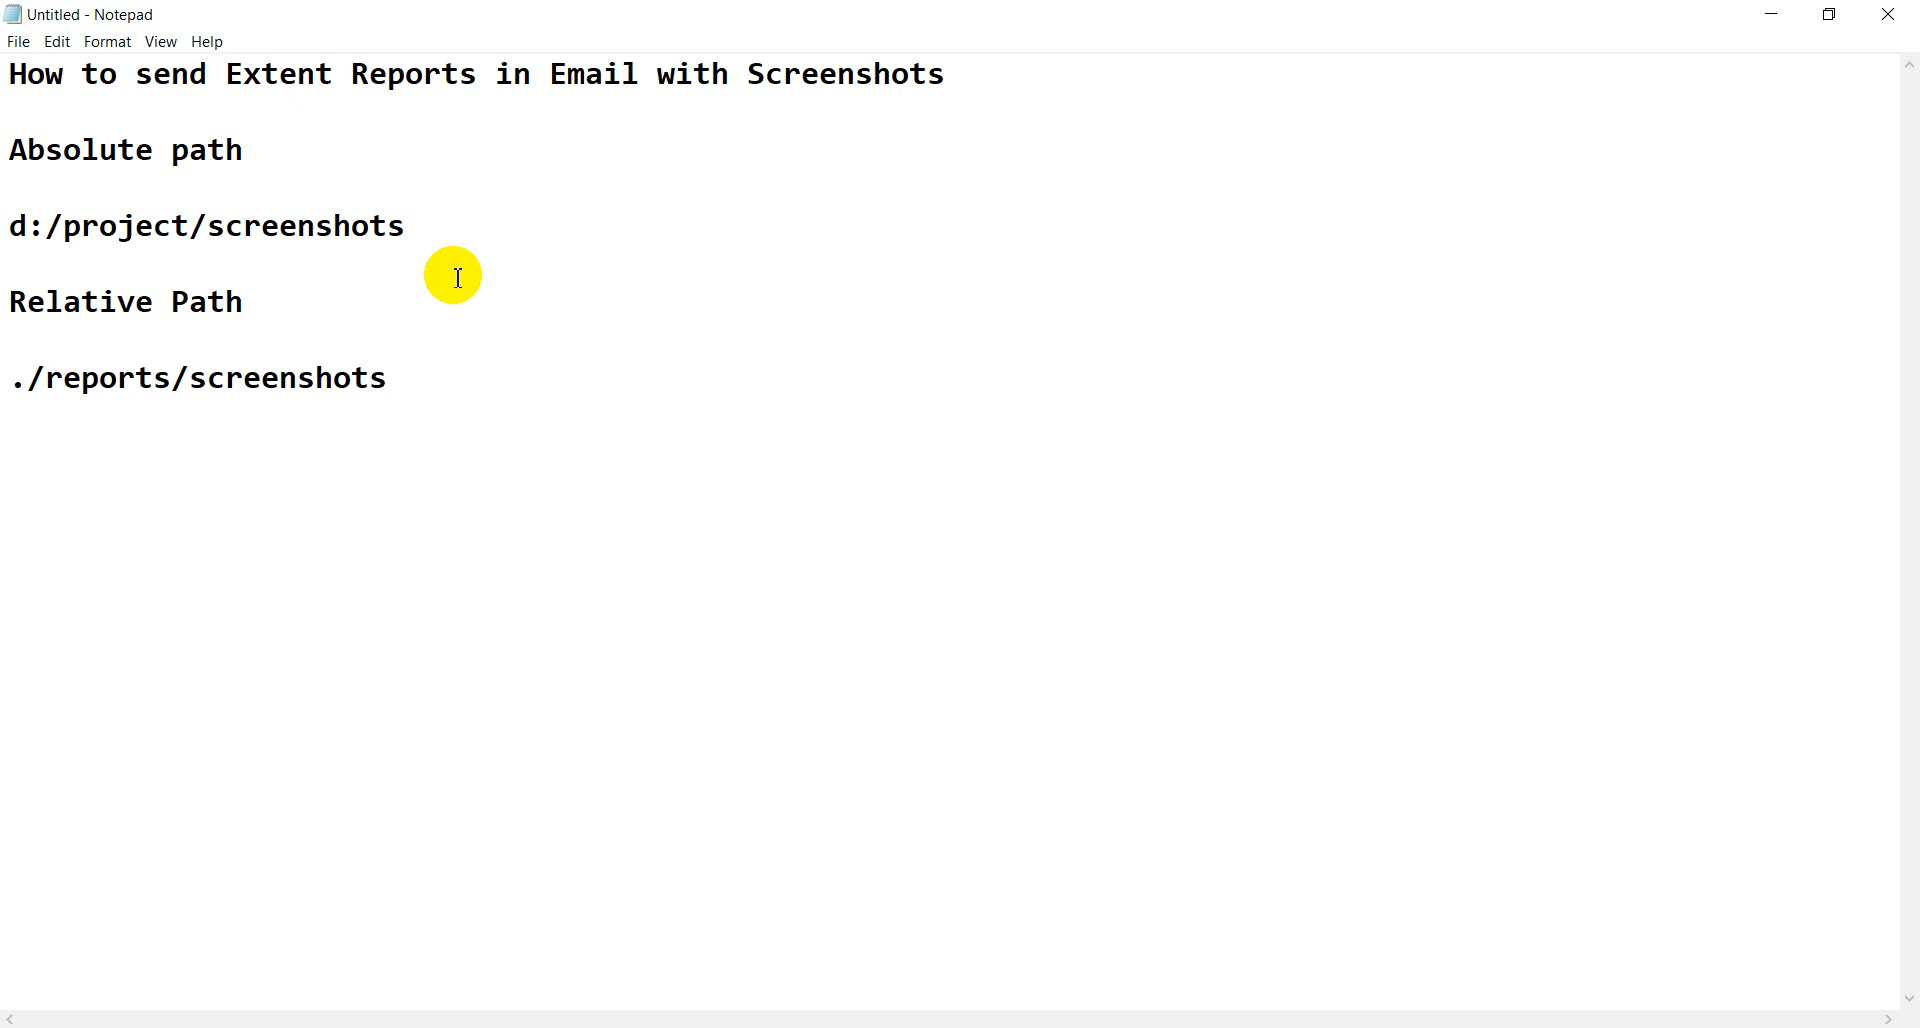 Untitled - Notepad
File Edit Format View Help
How to send Extent Reports in Email with Screenshots
Absolute path
d:/project/screenshots
Relative Path
./reports/screenshots